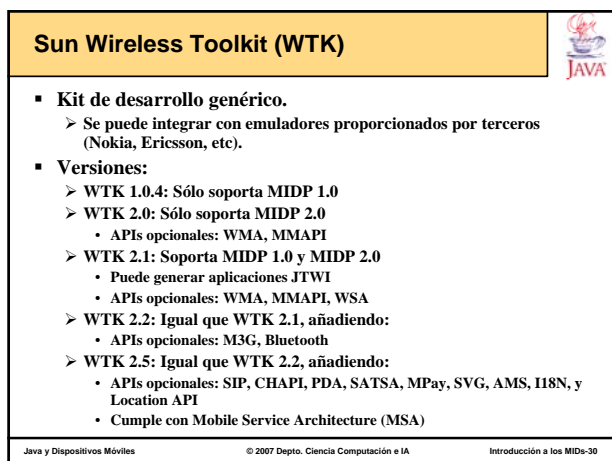 Sun Wireless Toolkit (WTK)
JAVA
▪ Kit de desarrollo genérico.
➢ Se puede integrar con emuladores proporcionados por terceros
(Nokia, Ericsson, etc).
▪ Versiones:
➢ WTK 1.0.4: Sólo soporta MIDP 1.0
➢ WTK 2.0: Sólo soporta MIDP 2.0
• APIs opcionales: WMA, MMAPI
➢ WTK 2.1: Soporta MIDP 1.0 y MIDP 2.0
• Puede generar aplicaciones JTWI
• APIs opcionales: WMA, MMAPI, WSA
➢ WTK 2.2: Igual que WTK 2.1, añadiendo:
• APIs opcionales: M3G, Bluetooth
➢ WTK 2.5: Igual que WTK 2.2, añadiendo:
• APIs opcionales: SIP, CHAPI, PDA, SATSA, MPay, SVG, AMS, I18N, y
Location API
• Cumple con Mobile Service Architecture (MSA)
Java y Dispositivos Móviles © 2007 Depto. Ciencia Computación e IA Introducción a los MIDs-30